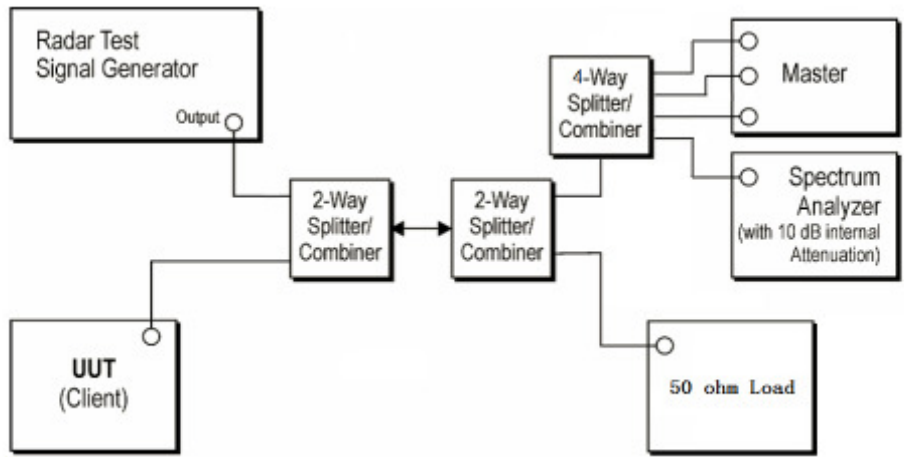 Radar Test
Signal Generator
Output
4-Way
Splitter/
Combiner
Master
2-Way
Splitter/
Combiner
2-Way
Splitter/
Combiner
Spectrum
Analyzer
(with 10 dB internal
Attenuation)
UUT
(Client)
50 ohm Load